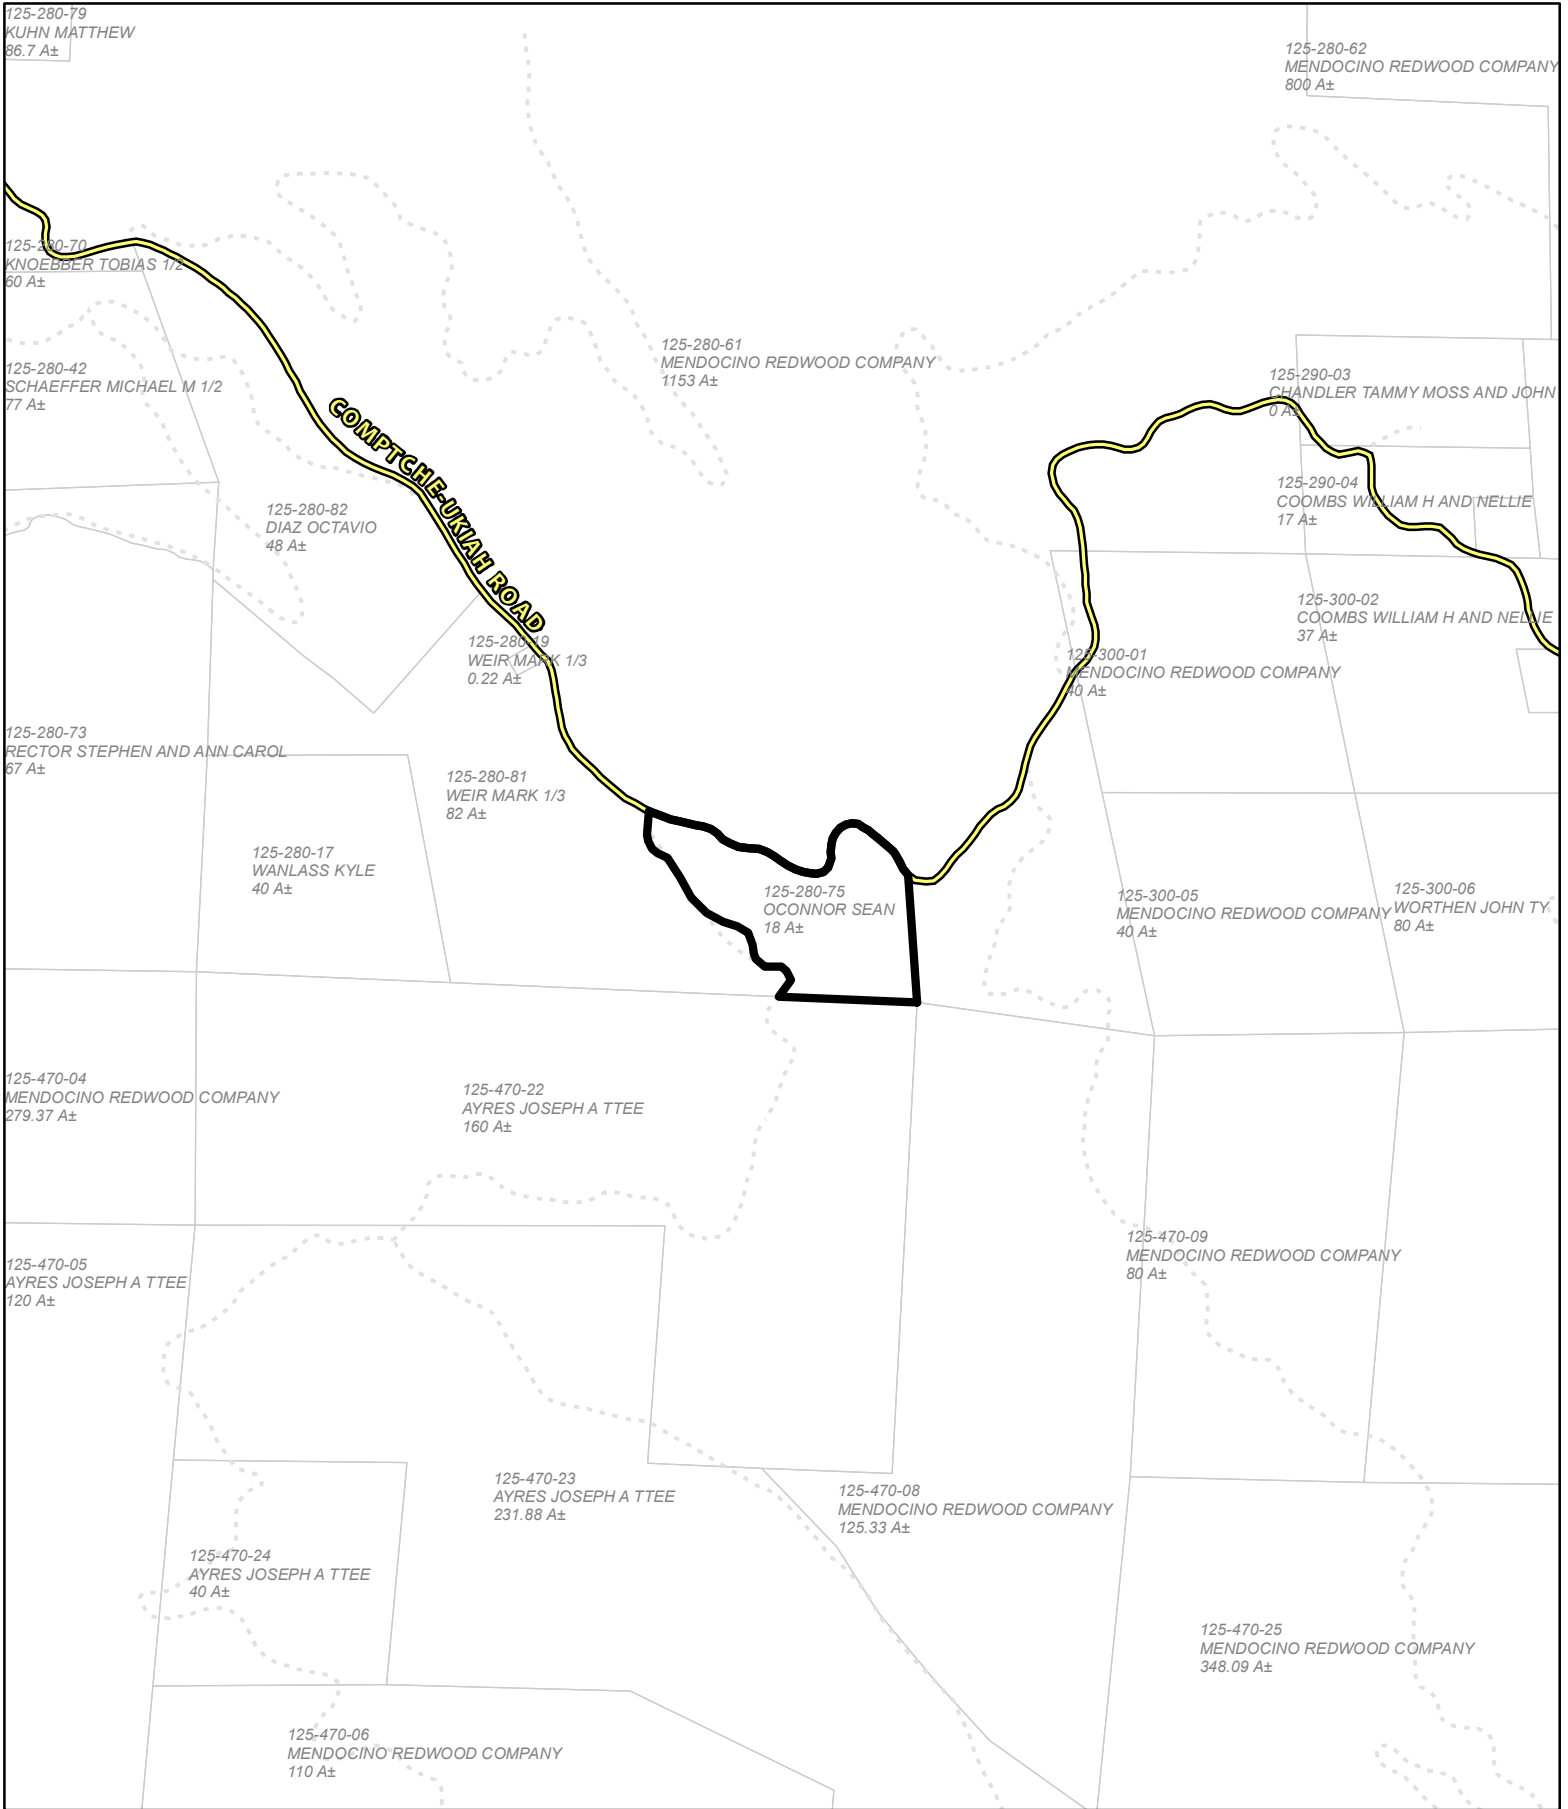 125-280-79
KUHN MATTHEW
86.7 A±
125-280-62
MENDOCINO REDWOOD COMPANY
800 A±
125-280-70
KNOEBBER TOBIAS 1/2
60 A±
125-280-61
MENDOCINO REDWOOD COMPANY
1153 A±
125-280-42
SCHAEFFER MICHAEL M 1/2
77 A±
125-290-03
CHANDLER TAMMY MOSS AND JOHN
0 A±
COMPTCHE-UKIAH ROAD
125-280-82
DIAZ OCTAVIO
48 A±
125-290-04
COOMBS WILLIAM H AND NELLIE
17 A±
125-300-02
COOMBS WILLIAM H AND NELLIE
37 A±
125-280-19
WEIR MARK 1/3
0.22 A±
125-300-01
MENDOCINO REDWOOD COMPANY
40 A±
125-280-73
RECTOR STEPHEN AND ANN CAROL
67 A±
125-280-81
WEIR MARK 1/3
82 A±
125-280-17
WANLASS KYLE
40 A±
125-280-75
OCONNOR SEAN
18 A±
125-300-05
MENDOCINO REDWOOD COMPANY
40 A±
125-300-06
WORTHEN JOHN TY
80 A±
125-470-04
MENDOCINO REDWOOD COMPANY
279.37 A±
125-470-22
AYRES JOSEPH A TTEE
160 A±
125-470-09
MENDOCINO REDWOOD COMPANY
80 A±
125-470-05
AYRES JOSEPH A TTEE
120 A±
125-470-23
AYRES JOSEPH A TTEE
231.88 A±
125-470-08
MENDOCINO REDWOOD COMPANY
125.33 A±
125-470-24
AYRES JOSEPH A TTEE
40 A±
125-470-25
MENDOCINO REDWOOD COMPANY
348.09 A±
125-470-06
MENDOCINO REDWOOD COMPANY
110 A±